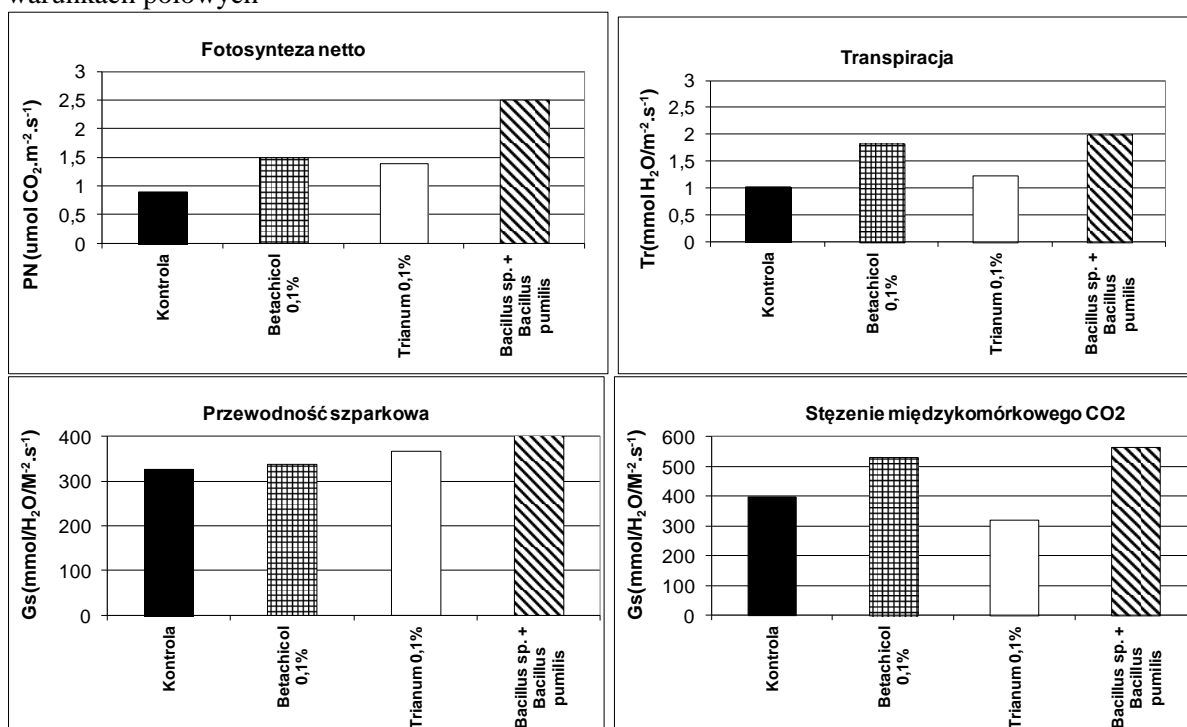 warunkach polowych
Fotosynteza netto
PN (umol CO₂.m⁻².s⁻¹)
3
2,5
2
1,5
1
0,5
0
Kontrola
Betachicol
0,1%
Trianum 0,1%
Bacillus sp. +
Bacillus
pumilis
Transpiracja
Tr(mmol H₂O/m⁻².s⁻¹)
3
2,5
2
1,5
1
0,5
0
Kontrola
Betachicol
0,1%
Trianum 0,1%
Bacillus sp. +
Bacillus
pumilis
Przewodność szparkowa
Gs(mmol/H₂O/M⁻².s⁻¹)
400
300
200
100
0
Kontrola
Betachicol
0,1%
Trianum 0,1%
Bacillus sp. +
Bacillus
pumilis
Stęzenie międzykomórkowego CO2
Gs(mmol/H₂O/M⁻².s⁻¹)
600
500
400
300
200
100
0
Kontrola
Betachicol
0,1%
Trianum 0,1%
Bacillus sp. +
Bacillus
pumilis